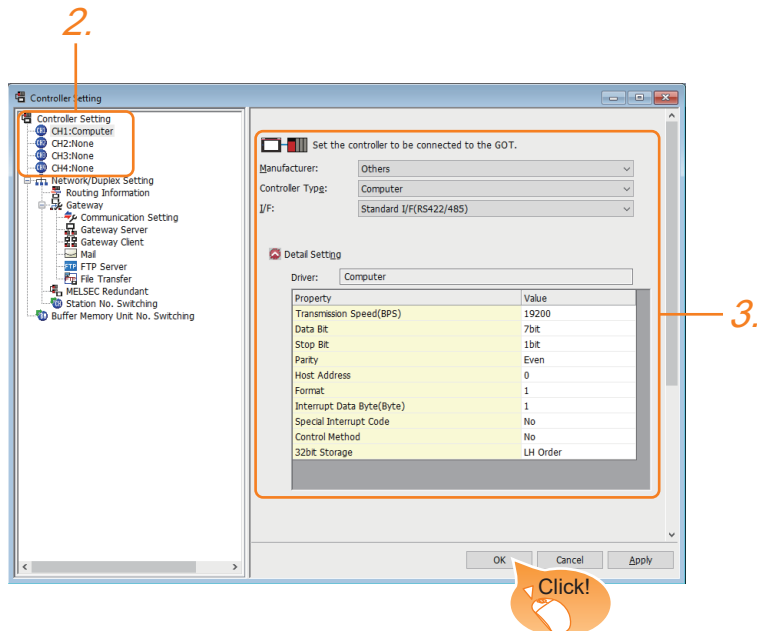 2.
Controller Setting
Controller Setting
CH1:Computer
CH2:None
CH3:None
CH4:None
Network/Duplex Setting
Routing Information
Gateway
Communication Setting
Gateway Server
Gateway Client
Mail
FTP Server
File Transfer
MELSEC Redundant
Station No. Switching
Buffer Memory Unit No. Switching
Set the controller to be connected to the GOT.
Manufacturer: Others
Controller Type: Computer
I/F: Standard I/F(RS422/485)
Detail Setting
Driver: Computer
Property Value
Transmission Speed(BPS) 19200
Data Bit 7bit
Stop Bit 1bit
Parity Even
Host Address 0
Format 1
Interrupt Data Byte(Byte) 1
Special Interrupt Code No
Control Method No
32bit Storage LH Order
3.
OK Cancel Apply
Click!